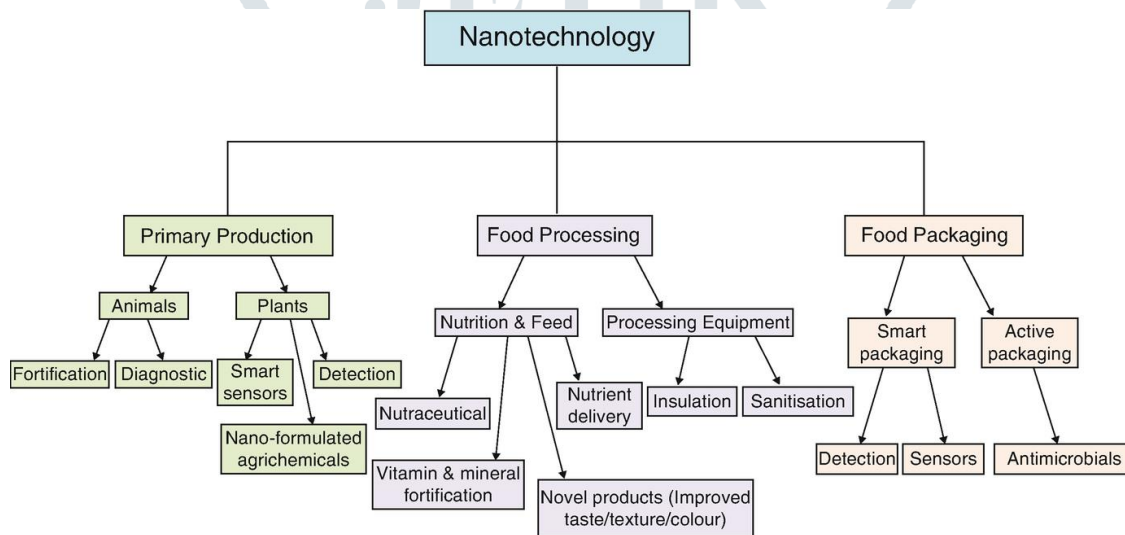 Nanotechnology
Primary Production
Food Processing
Food Packaging
Animals
Plants
Nutrition & Feed
Processing Equipment
Smart
packaging
Active
packaging
Fortification
Diagnostic
Smart
sensors
Detection
Nano-formulated
agrichemicals
Nutraceutical
Vitamin & mineral
fortification
Novel products (Improved
taste/texture/colour)
Nutrient
delivery
Insulation
Sanitisation
Detection
Sensors
Antimicrobials